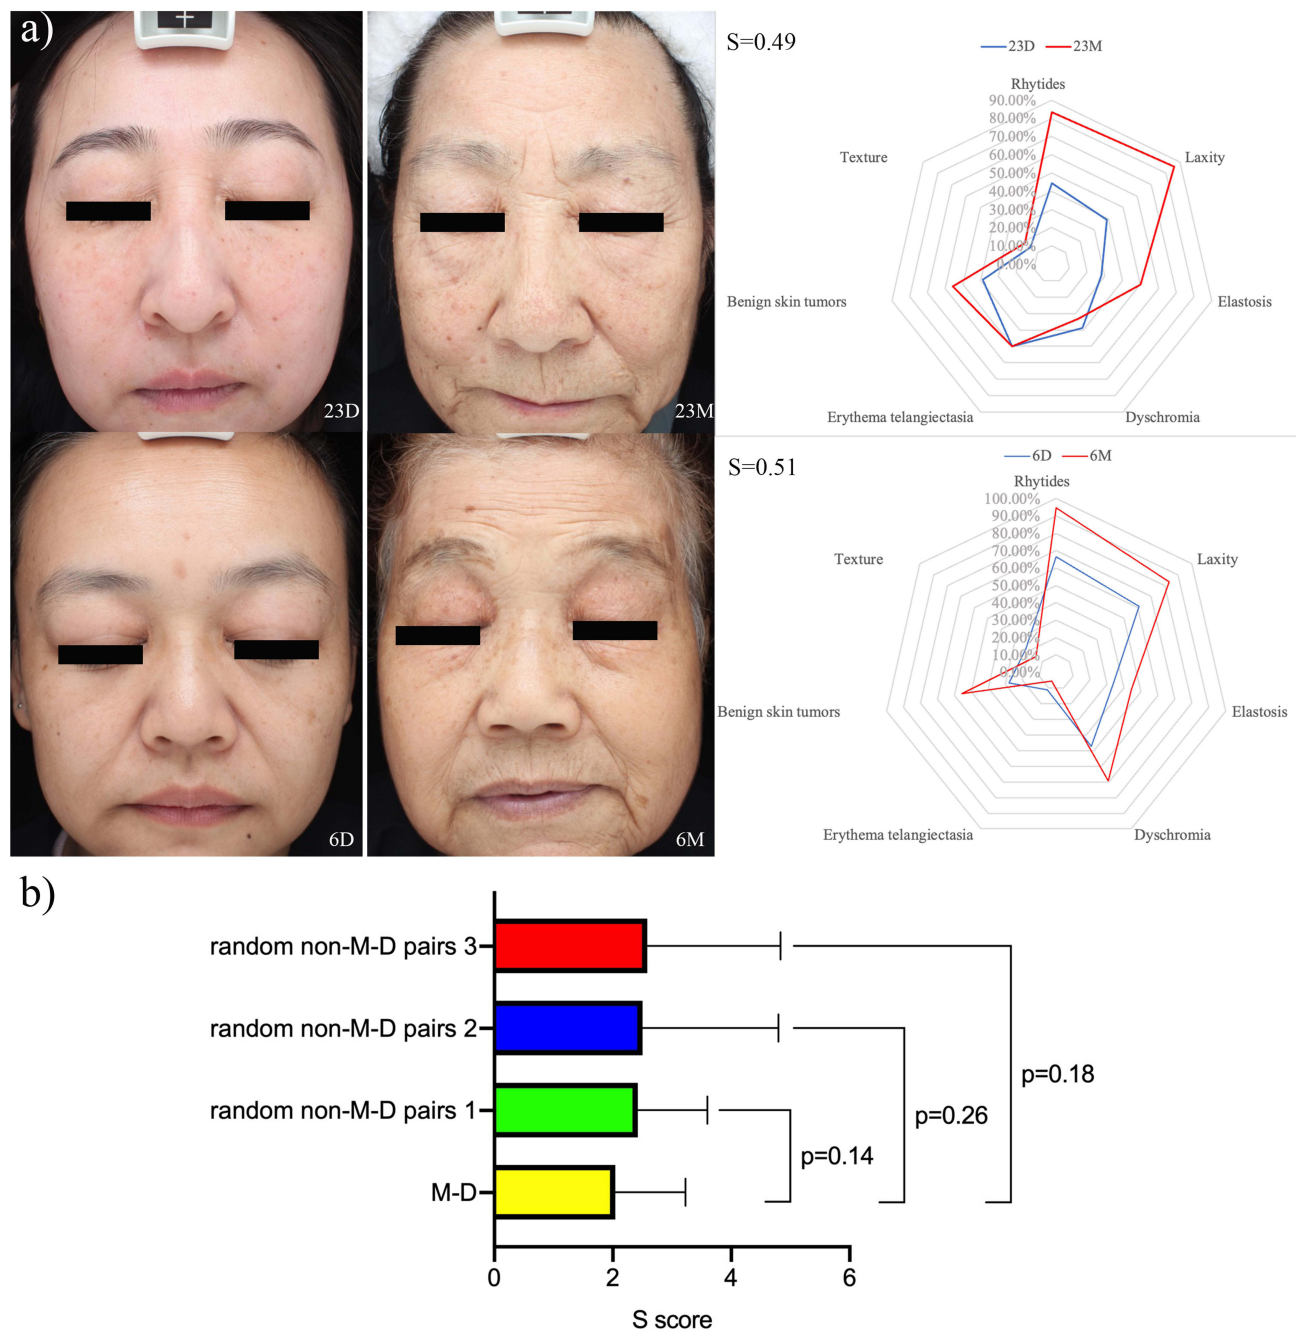 a)
S=0.49
23D 23M
Rhytides
90.00%
80.00%
70.00%
60.00%
50.00%
40.00%
30.00%
20.00%
10.00%
0.00%
Texture
Laxity
Benign skin tumors
Elastosis
Erythema telangiectasia
Dyschromia
23D
23M
S=0.51
6D 6M
Rhytides
100.00%
90.00%
80.00%
70.00%
60.00%
50.00%
40.00%
30.00%
20.00%
10.00%
0.00%
Texture
Laxity
Benign skin tumors
Elastosis
Erythema telangiectasia
Dyschromia
6D
6M
b)
random non-M-D pairs 3
random non-M-D pairs 2
random non-M-D pairs 1
M-D
p=0.18
p=0.26
p=0.14
0 2 4 6
S score